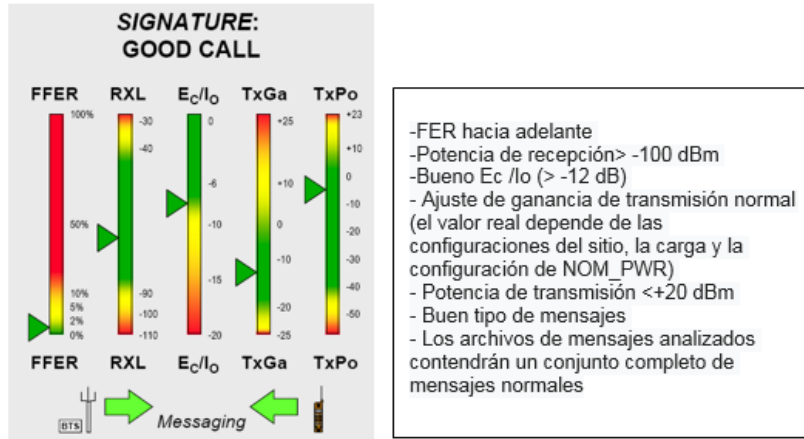 SIGNATURE:
GOOD CALL
FFER RXL EC/IO TxGa TxPo
100%
50%
10%
5%
2%
0%
-30
-40
-90
-100
-110
0
-6
-10
-15
-20
+25
+10
0
-10
-20
-25
+23
+10
0
-10
-20
-30
-40
-50
FFER RXL EC/IO TxGa TxPo
BTS
Messaging
-FER hacia adelante
-Potencia de recepción> -100 dBm
-Bueno Ec /Io (> -12 dB)
- Ajuste de ganancia de transmisión normal
(el valor real depende de las
configuraciones del sitio, la carga y la
configuración de NOM_PWR)
- Potencia de transmisión <+20 dBm
- Buen tipo de mensajes
- Los archivos de mensajes analizados
contendrán un conjunto completo de
mensajes normales